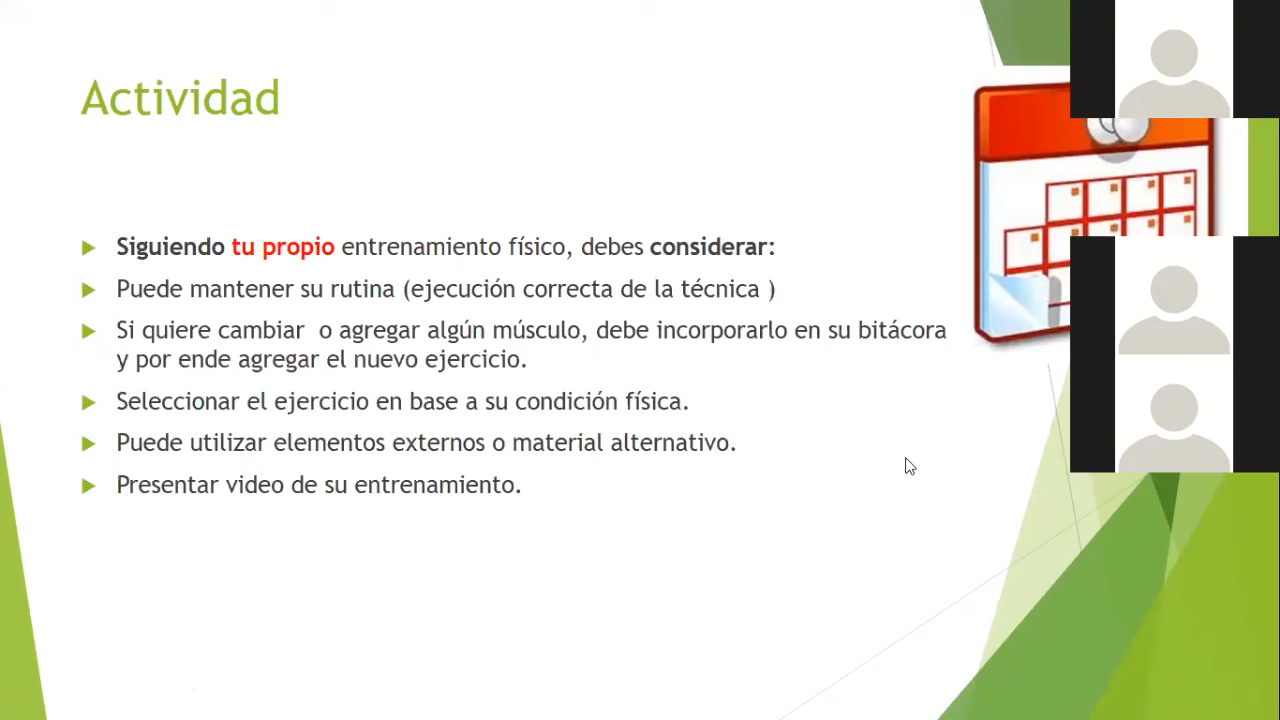 Actividad
Siguiendo tu propio entrenamiento físico, debes considerar:
Puede mantener su rutina (ejecución correcta de la técnica )
Si quiere cambiar  o agregar algún músculo, debe incorporarlo en su bitácora
y por ende agregar el nuevo ejercicio.
Seleccionar el ejercicio en base a su condición física.
Puede utilizar elementos externos o material alternativo.
Presentar video de su entrenamiento.